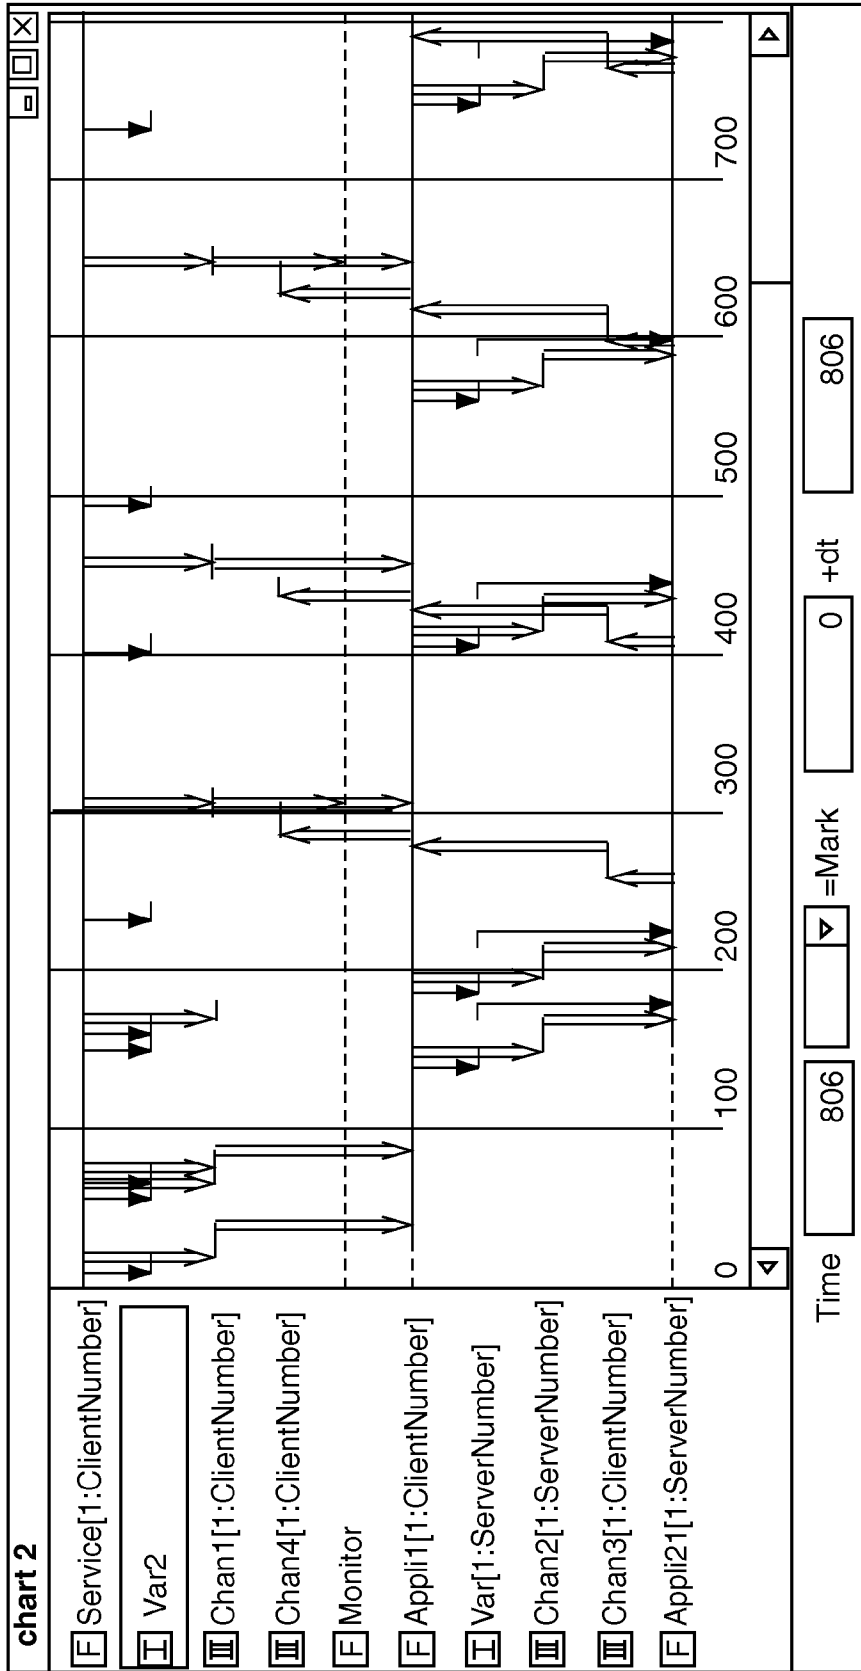 chart 2
F Service[1:ClientNumber]
I Var2
III Chan1[1:ClientNumber]
III Chan4[1:ClientNumber]
F Monitor
F Appli1[1:ClientNumber]
I Var[1:ServerNumber]
III Chan2[1:ServerNumber]
III Chan3[1:ClientNumber]
F Appli21[1:ServerNumber]
0 100 200 300 400 500 600 700
Time 806 =Mark 0 +dt 806